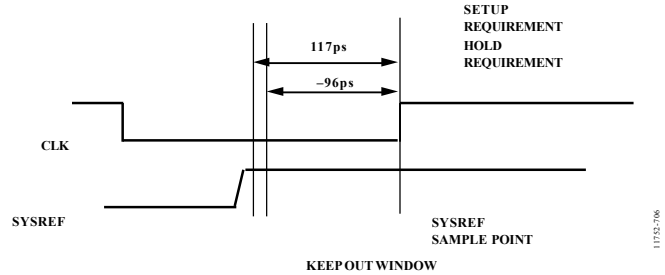 SETUP
REQUIREMENT
HOLD
REQUIREMENT
117ps
–96ps
CLK
SYSREF
SYSREF
SAMPLE POINT
KEEP OUT WINDOW
11752-706